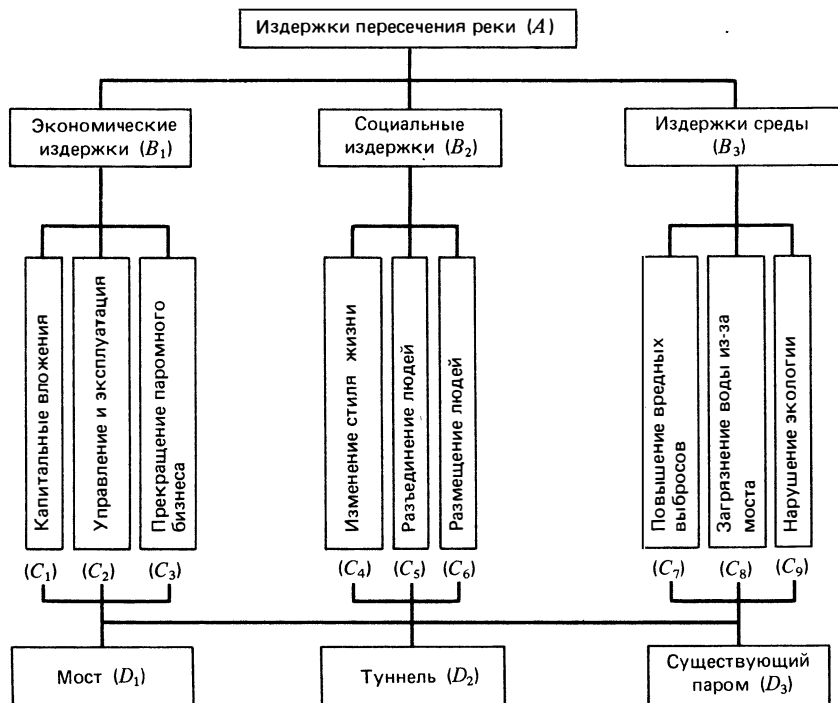 Издержки пересечения реки (A)
Экономические
издержки (B₁)
Социальные
издержки (B₂)
Издержки среды
(B₃)
Капитальные вложения
Управление и эксплуатация
Прекращение паромного
бизнеса
Изменение стиля жизни
Разъединение людей
Размещение людей
Повышение вредных
выбросов
Загрязнение воды из-за
моста
Нарушение экологии
(C₁) (C₂) (C₃) (C₄) (C₅) (C₆) (C₇) (C₈) (C₉)
Мост (D₁)
Туннель (D₂)
Существующий
паром (D₃)